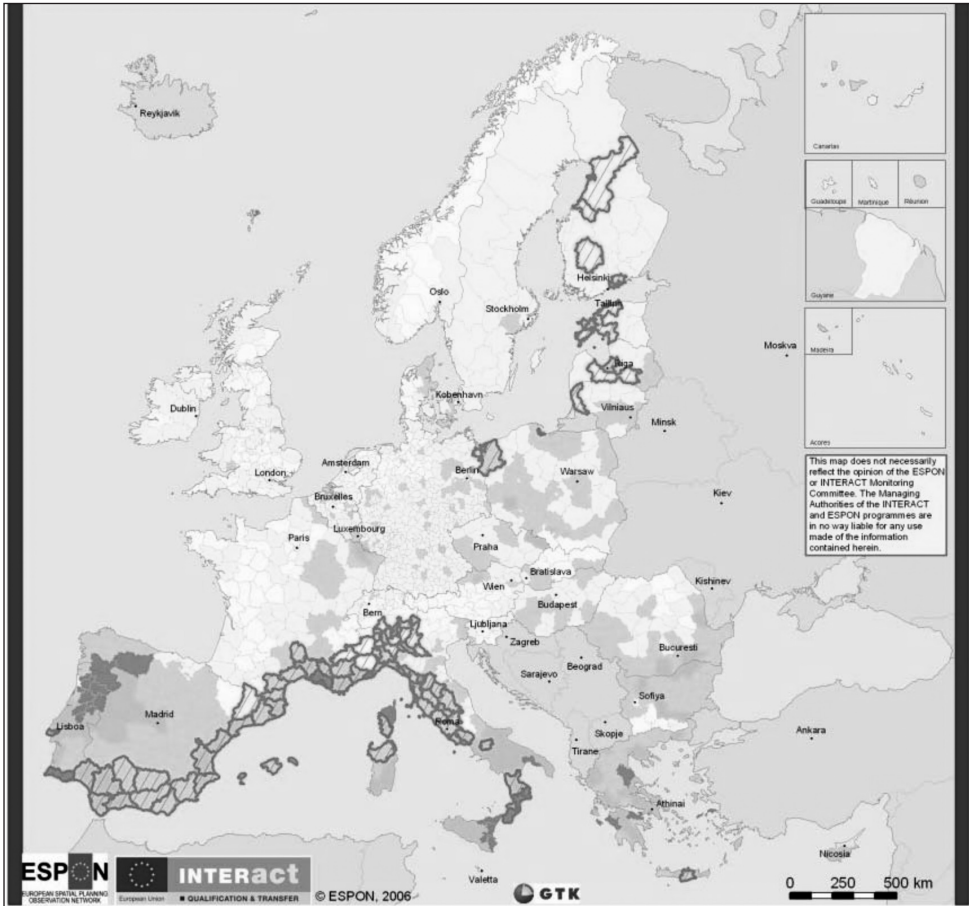 Reykjavik
Canarias
Guadeloupe
Martinique
Réunion
Guyane
Madeira
Acores
Helsinki
Oslo
Tallinn
Stockholm
Moskva
Riga
Kobenhavn
Dublin
Vilniaus
Minsk
London
Amsterdam
Berlin
Warsaw
Bruxelles
Kiev
Luxembourg
Paris
Praha
Wien
Bratislava
Kishinev
Bern
Budapest
Ljubljana
Zagreb
Bucuresti
Beograd
Sarajevo
Sofiya
Lisboa
Madrid
Roma
Skopje
Ankara
Tirane
Athinai
Nicosia
Valetta
This map does not necessarily
reflect the opinion of the ESPON
or INTERACT Monitoring
Committee. The Managing
Authorities of the INTERACT
and ESPON programmes are
in no way liable for any use
made of the information
contained herein.
ESPON
EUROPEAN SPATIAL PLANNING
OBSERVATION NETWORK
European Union
INTERact
QUALIFICATION & TRANSFER
© ESPON, 2006
GTK
0 250 500 km